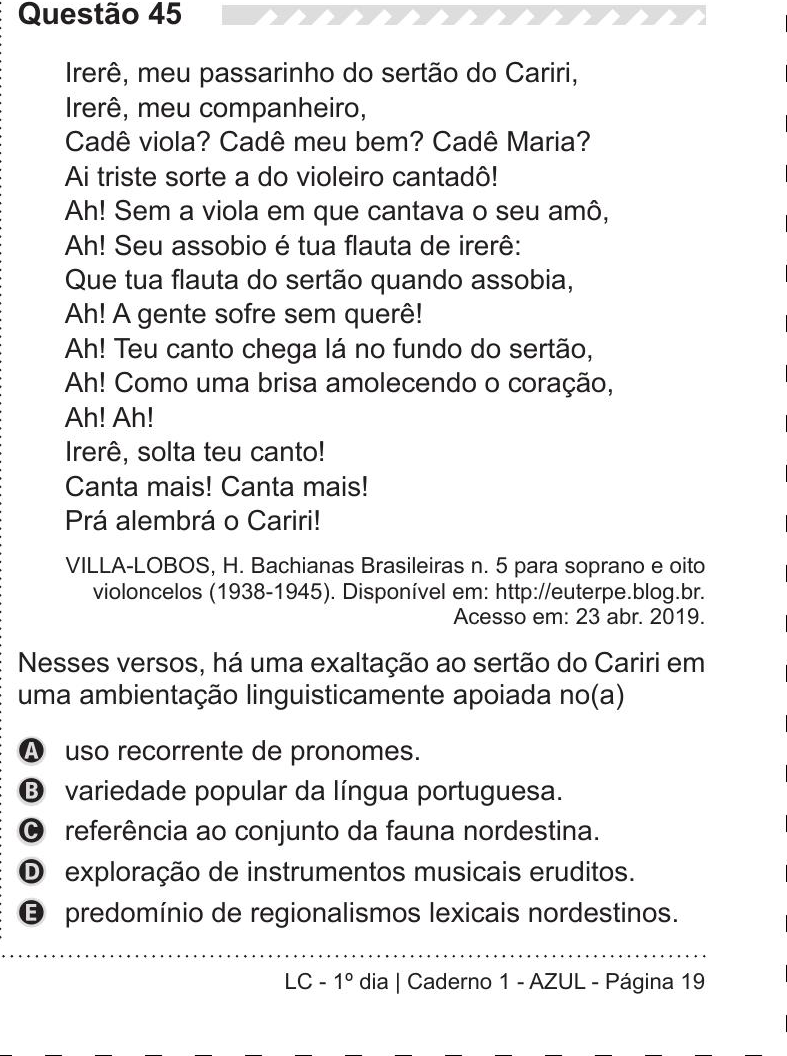 Questão 45
Irerê, meu passarinho do sertão do Cariri,
Irerê, meu companheiro,
Cadê viola? Cadê meu bem? Cadê Maria?
Ai triste sorte a do violeiro cantadô!
Ah! Sem a viola em que cantava o seu amô,
Ah! Seu assobio é tua flauta de irerê:
Que tua flauta do sertão quando assobia,
Ah! A gente sofre sem querê!
Ah! Teu canto chega lá no fundo do sertão,
Ah! Como uma brisa amolecendo o coração,
Ah! Ah!
Irerê, solta teu canto!
Canta mais! Canta mais!
Prá alembrá o Cariri!
VILLA-LOBOS, H. Bachianas Brasileiras n. 5 para soprano e oito
violoncelos (1938-1945). Disponível em: http://euterpe.blog.br.
Acesso em: 23 abr. 2019.
Nesses versos, há uma exaltação ao sertão do Cariri em
uma ambientação linguisticamente apoiada no(a)
A uso recorrente de pronomes.
B variedade popular da língua portuguesa.
C referência ao conjunto da fauna nordestina.
D exploração de instrumentos musicais eruditos.
E predomínio de regionalismos lexicais nordestinos.
LC - 1º dia | Caderno 1 - AZUL - Página 19